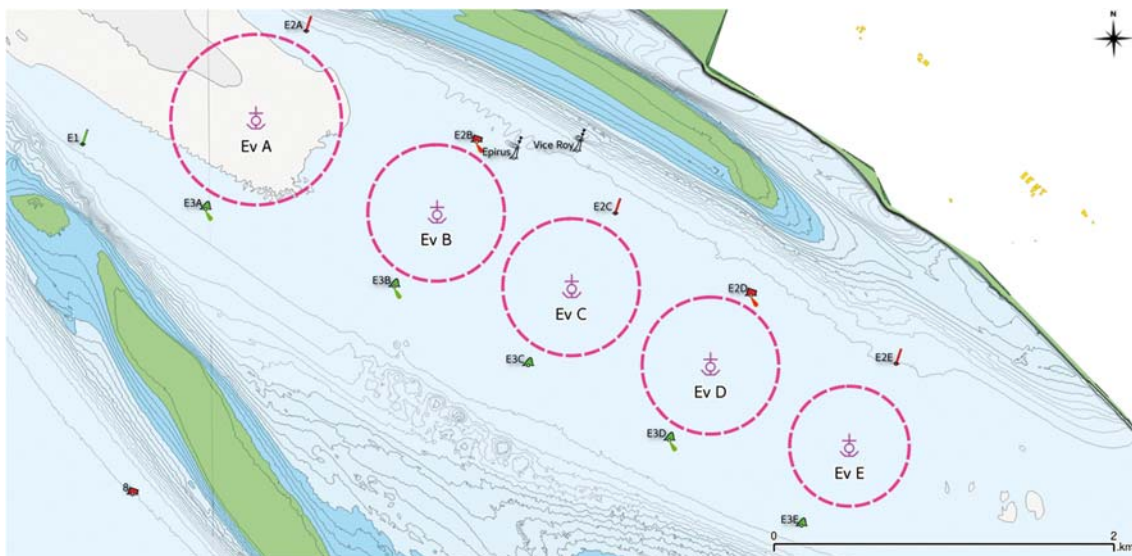 N
E2A
E1
Ev A
E2B
Epirus
Vice Roy
E3A
E2C
Ev B
E3B
Ev C
E2D
E3C
E2E
Ev D
E3D
Ev E
8
E3E
0
2
km